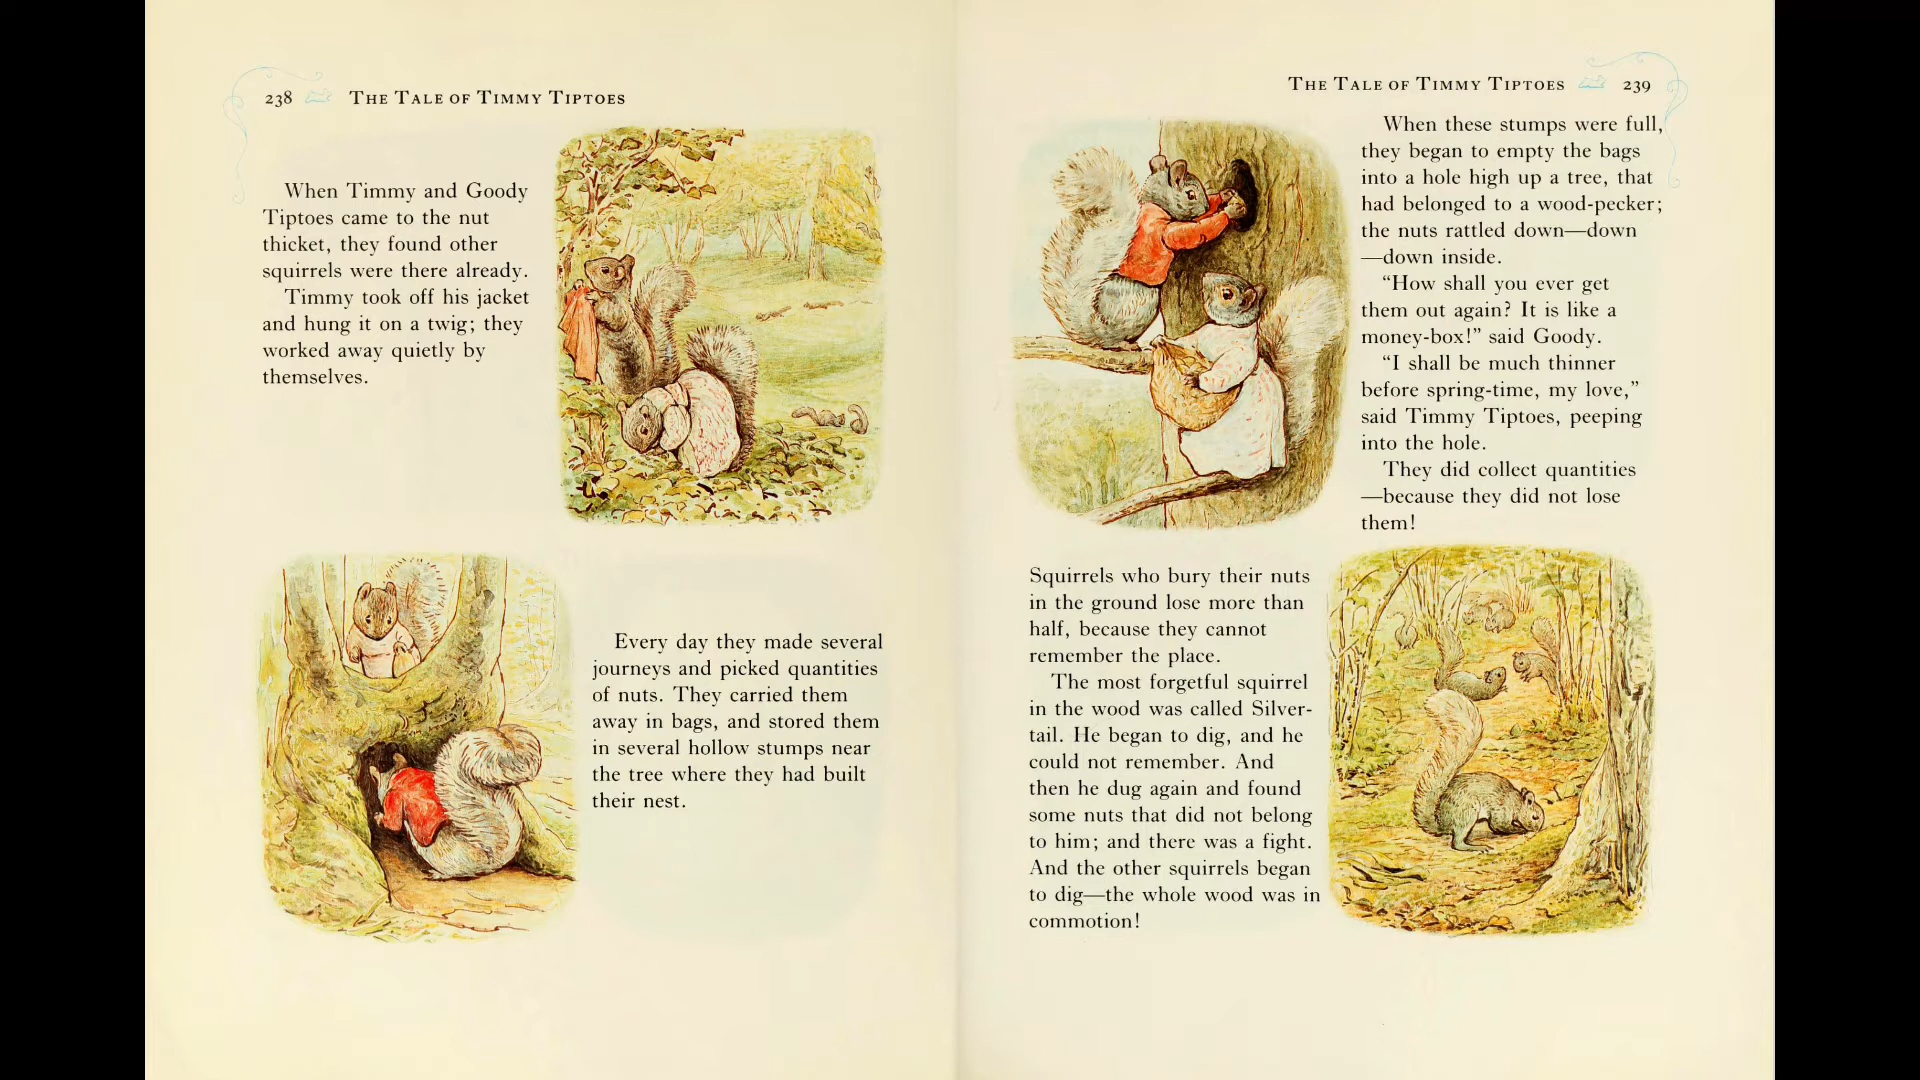 238 THE TALE OF TIMMY TIPTOES
When Timmy and Goody
Tiptoes came to the nut
thicket, they found other
squirrels were there already.
Timmy took off his jacket
and hung it on a twig; they
worked away quietly by
themselves.
Every day they made several
journeys and picked quantities
of nuts. They carried them
away in bags, and stored them
in several hollow stumps near
the tree where they had built
their nest.
THE TALE OF TIMMY TIPTOES 239
When these stumps were full,
they began to empty the bags
into a hole high up a tree, that
had belonged to a wood-pecker;
the nuts rattled down—down
—down inside.
“How shall you ever get
them out again? It is like a
money-box!” said Goody.
“I shall be much thinner
before spring-time, my love,”
said Timmy Tiptoes, peeping
into the hole.
They did collect quantities
—because they did not lose
them!
Squirrels who bury their nuts
in the ground lose more than
half, because they cannot
remember the place.
The most forgetful squirrel
in the wood was called Silver-
tail. He began to dig, and he
could not remember. And
then he dug again and found
some nuts that did not belong
to him; and there was a fight.
And the other squirrels began
to dig—the whole wood was in
commotion!